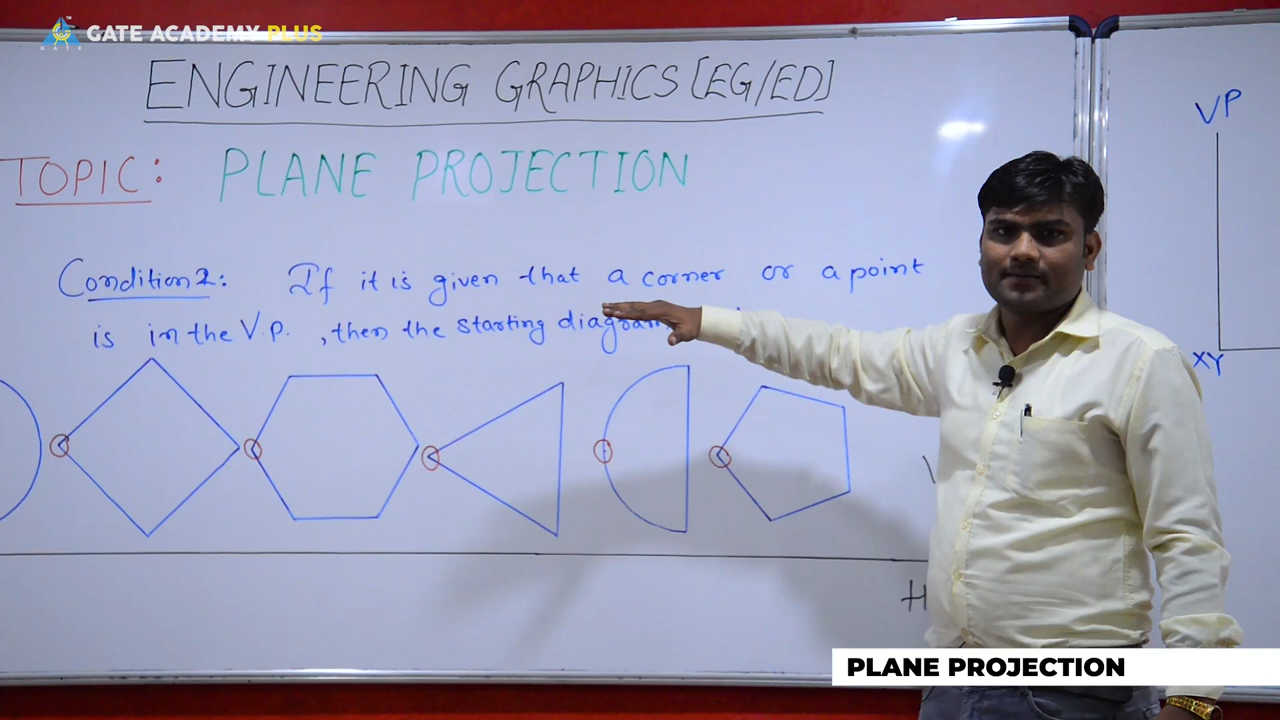 GATE ACADEMY PLUS
GATE
ENGINEERING GRAPHICS [EG/ED]
TOPIC: PLANE PROJECTION
Condition 2: If it is given that a corner or a point
is in the V.P. , then the starting diagram
VP
XY
H
PLANE PROJECTION